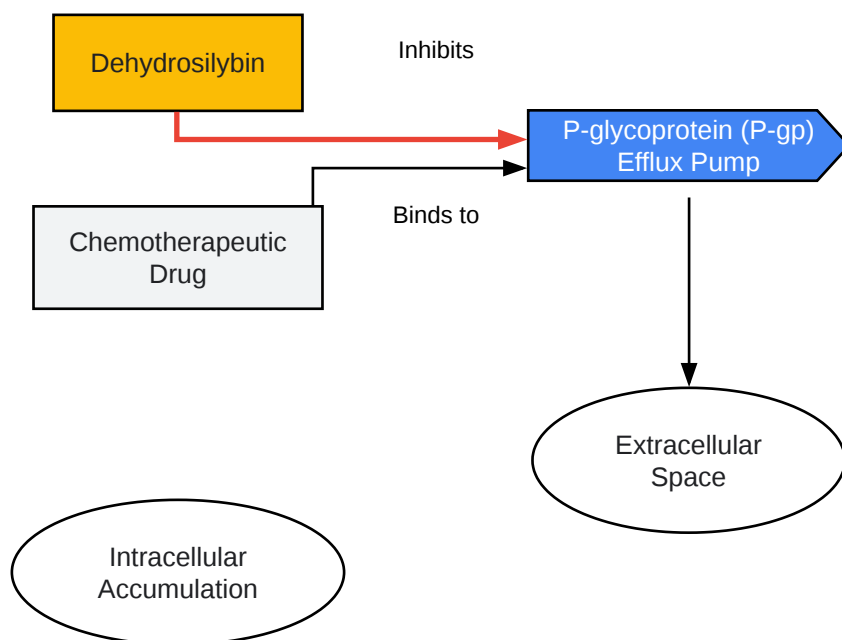 Dehydrosilybin
Inhibits
P-glycoprotein (P-gp)
Efflux Pump
Binds to
Chemotherapeutic
Drug
Extracellular
Space
Intracellular
Accumulation